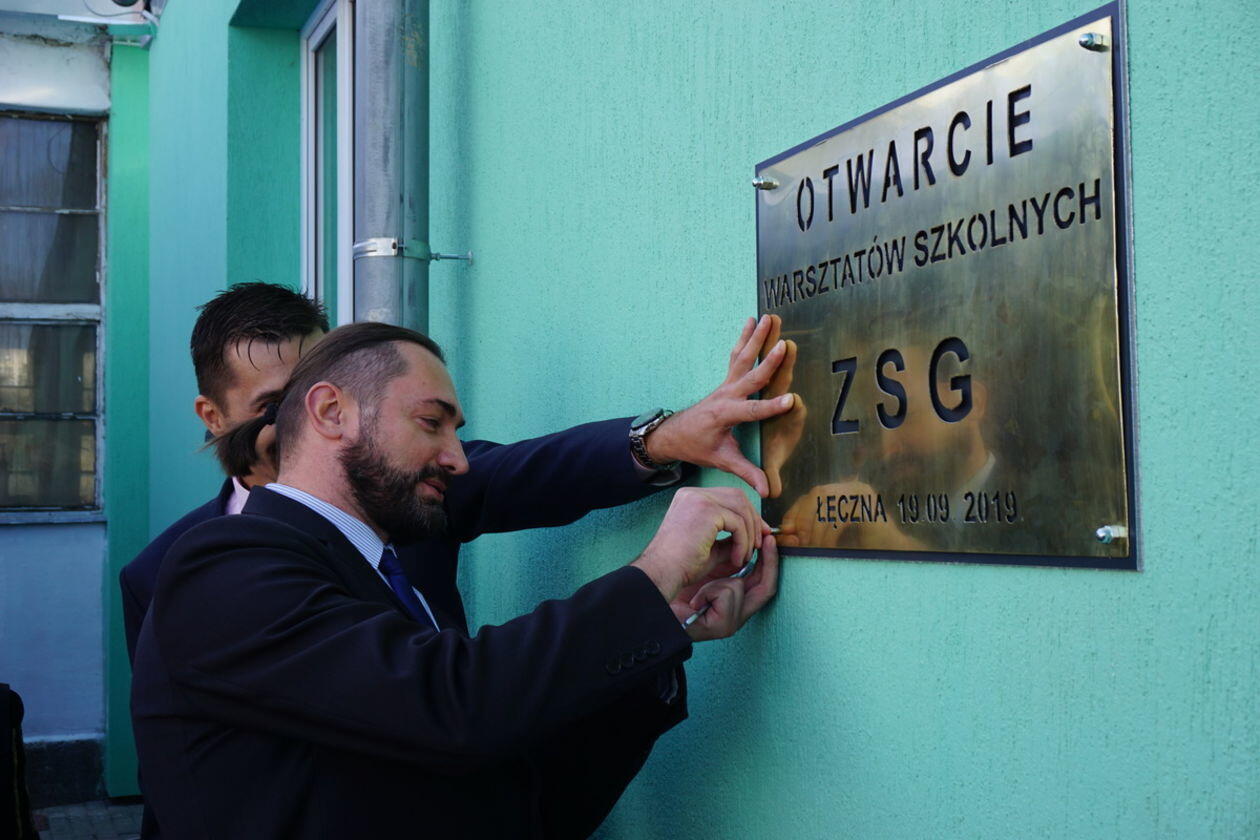 OTWARCIE
WARSZTATÓW SZKOLNYCH
ZSG
ŁĘCZNA 19.09.2019